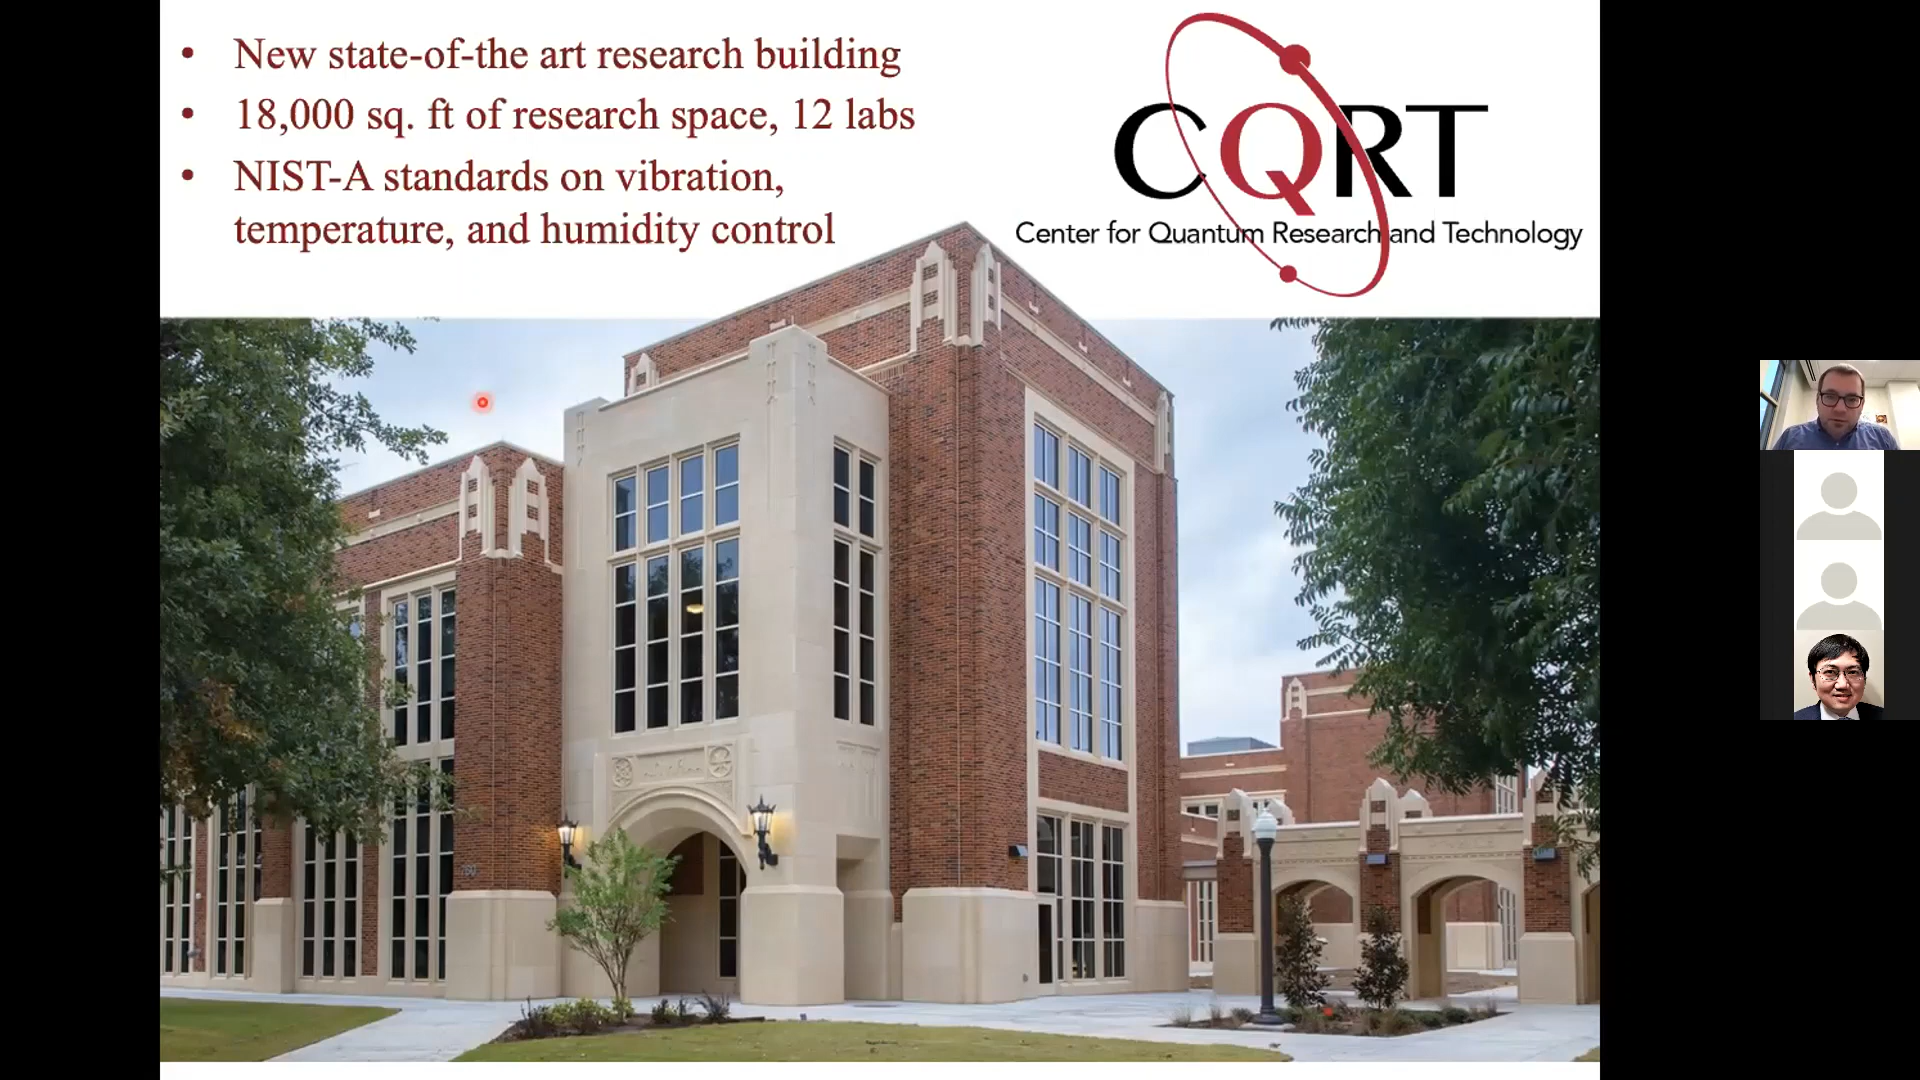 • New state-of-the art research building
• 18,000 sq. ft of research space, 12 labs
• NIST-A standards on vibration,
temperature, and humidity control
CQRT
Center for Quantum Research and Technology